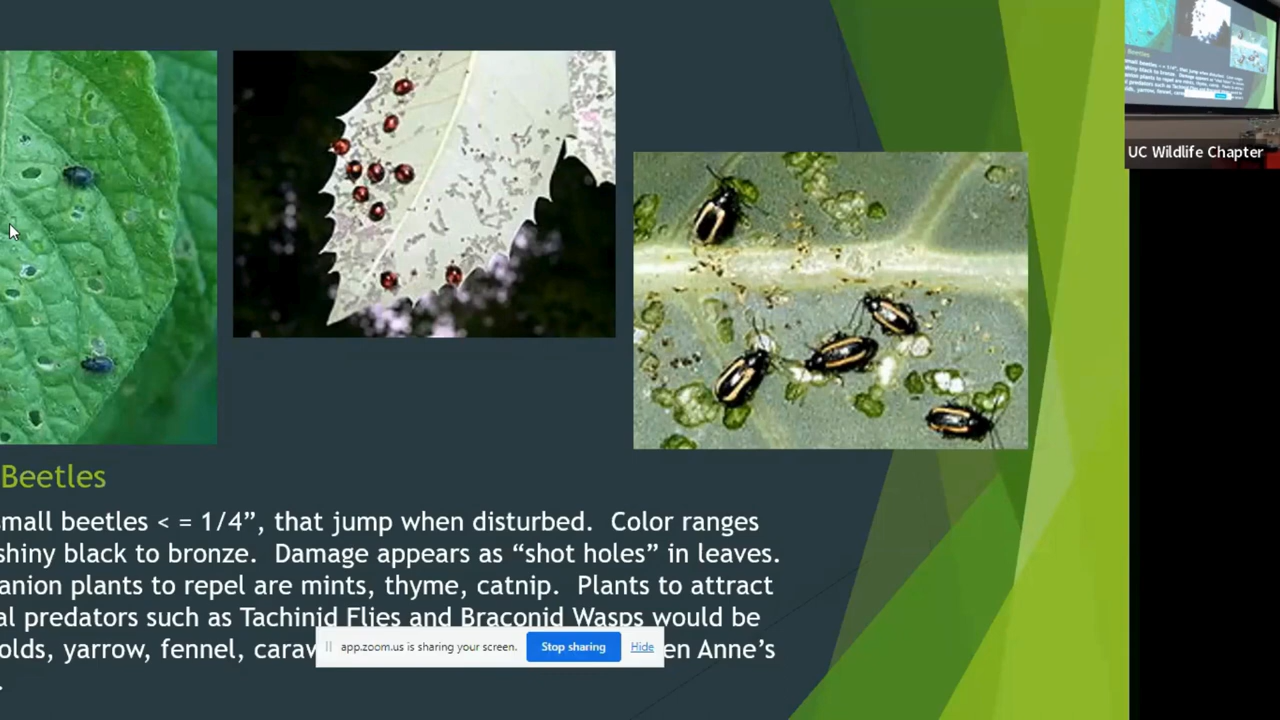 Beetles
mall beetles < = 1/4”, that jump when disturbed. Color ranges
shiny black to bronze. Damage appears as “shot holes” in leaves.
anion plants to repel are mints, thyme, catnip. Plants to attract
al predators such as Tachinid Flies and Braconid Wasps would be
olds, yarrow, fennel, carav
en Anne’s
app.zoom.us is sharing your screen. Stop sharing Hide
UC Wildlife Chapter